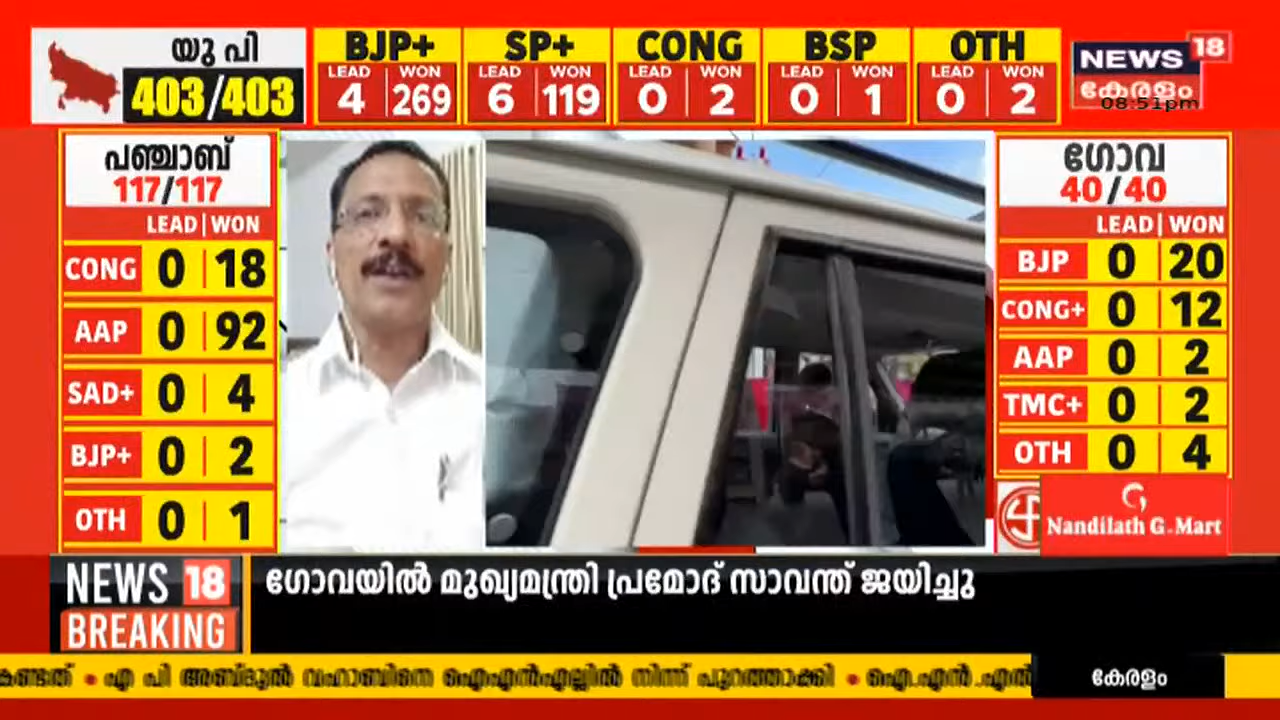 യു പി
403/403
BJP+
LEAD WON
4 269
SP+
LEAD WON
6 119
CONG
LEAD WON
0 2
BSP
LEAD WON
0 1
OTH
LEAD WON
0 2
NEWS 18
കേരളം
08:51pm
പഞ്ചാബ്
117/117
LEAD WON
CONG 0 18
AAP 0 92
SAD+ 0 4
BJP+ 0 2
OTH 0 1
ഗോവ
40/40
LEAD WON
BJP 0 20
CONG+ 0 12
AAP 0 2
TMC+ 0 2
OTH 0 4
Nandilath G-Mart
NEWS 18
BREAKING
ഗോവയിൽ മുഖ്യമന്ത്രി പ്രമോദ് സാവന്ത് ജയിച്ചു
കണ്ടത് • എ പി അബ്ദുൽ വഹാബിനെ ഐഎൻഎല്ലിൽ നിന്ന് പുറത്താക്കി • ഐ.എൻ.എൽ
കേരളം